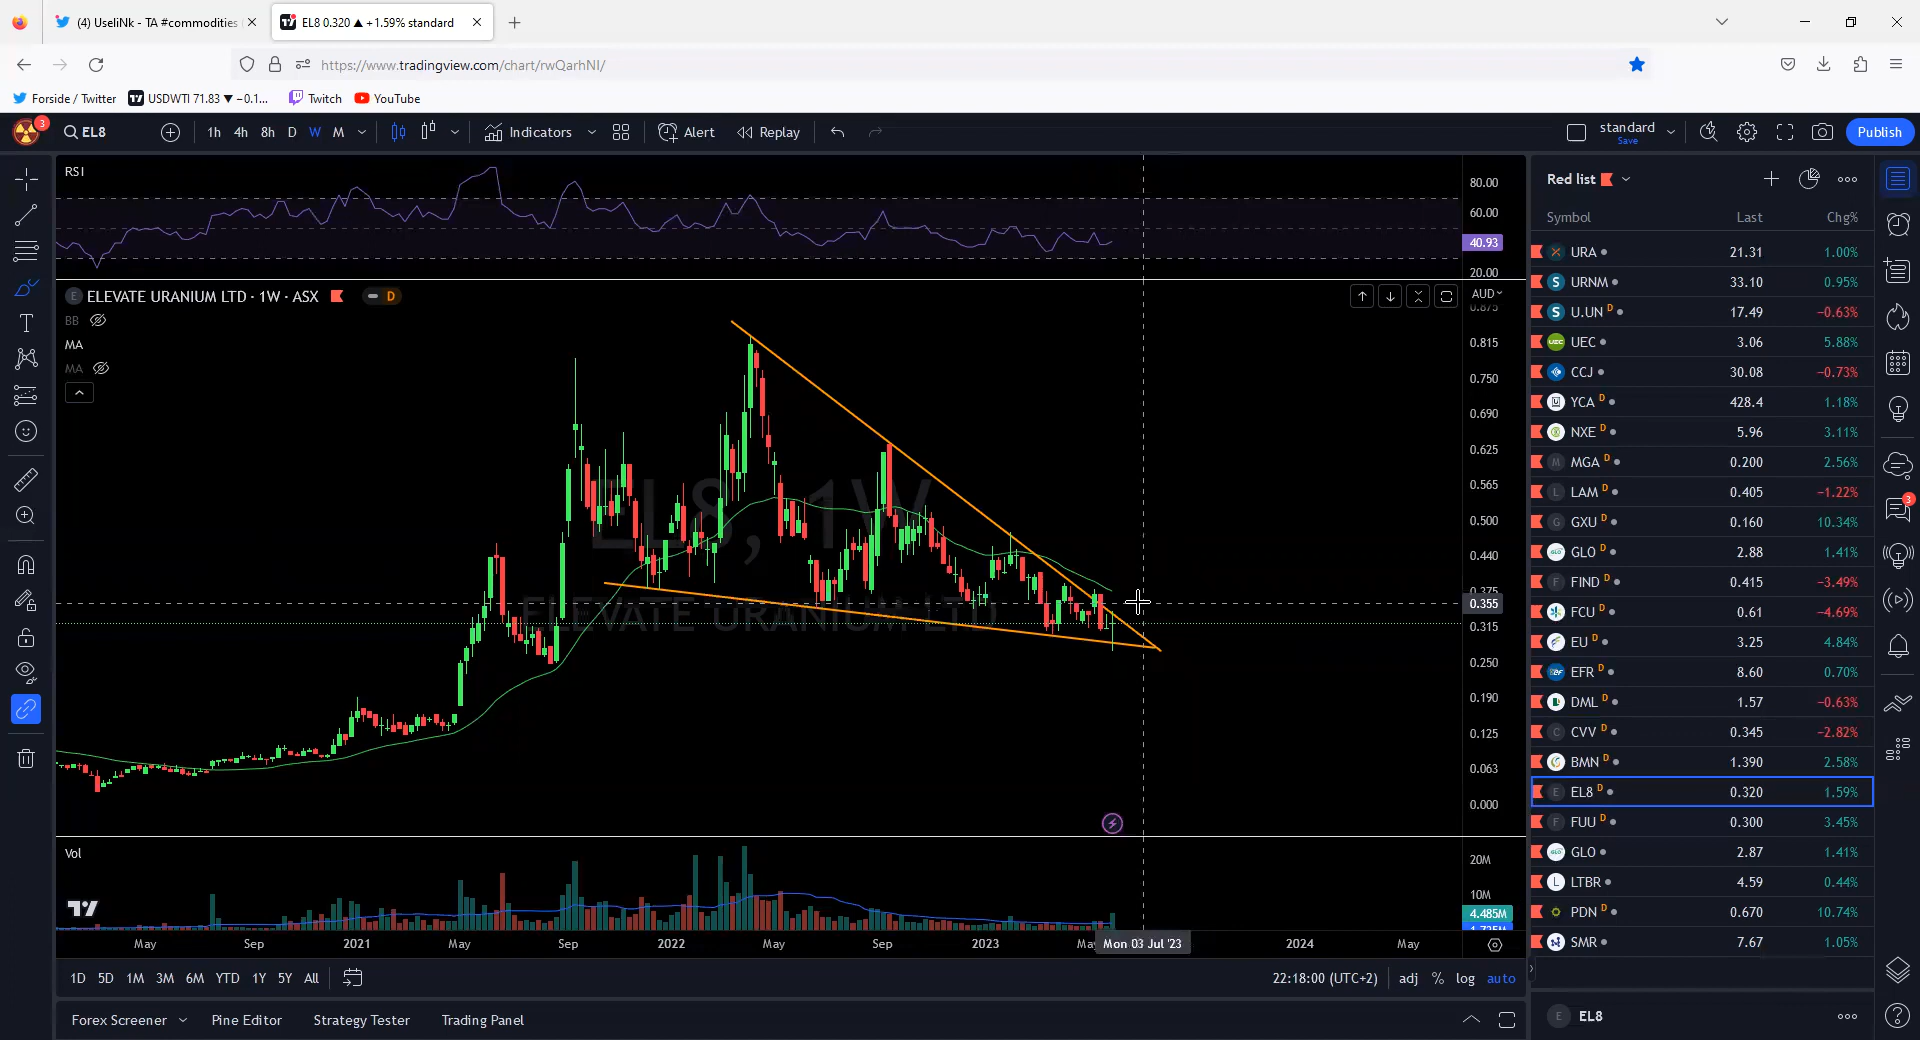 (4) UseliNk - TA #commodities
EL8 0.320 ▲ +1.59% standard
https://www.tradingview.com/chart/rwQarhNI/
Forside / Twitter
USDWTI 71.83 ▼ −0.1...
Twitch
YouTube
3
EL8
1h 4h 8h D W M
Indicators
Alert
Replay
standard
Save
Publish
RSI
80.00
60.00
40.93
20.00
ELEVATE URANIUM LTD · 1W · ASX
D
AUD
BB
MA
MA
EL8, 1W
ELEVATE URANIUM LTD
0.875
0.815
0.750
0.690
0.625
0.565
0.500
0.440
0.375
0.355
0.315
0.250
0.190
0.125
0.063
0.000
Vol
20M
10M
4.485M
May Sep 2021 May Sep 2022 May Sep 2023 May Mon 03 Jul '23 2024 May
1D 5D 1M 3M 6M YTD 1Y 5Y All
22:18:00 (UTC+2) adj % log auto
Forex Screener Pine Editor Strategy Tester Trading Panel
Red list
Symbol Last Chg%
URA 21.31 1.00%
URNM 33.10 0.95%
U.UN D 17.49 −0.63%
UEC 3.06 5.88%
CCJ 30.08 −0.73%
YCA D 428.4 1.18%
NXE D 5.96 3.11%
MGA D 0.200 2.56%
LAM D 0.405 −1.22%
GXU D 0.160 10.34%
GLO D 2.88 1.41%
FIND D 0.415 −3.49%
FCU D 0.61 −4.69%
EU D 3.25 4.84%
EFR D 8.60 0.70%
DML D 1.57 −0.63%
CVV D 0.345 −2.82%
BMN D 1.390 2.58%
EL8 D 0.320 1.59%
FUU D 0.300 3.45%
GLO 2.87 1.41%
LTBR 4.59 0.44%
PDN D 0.670 10.74%
SMR 7.67 1.05%
E EL8
3